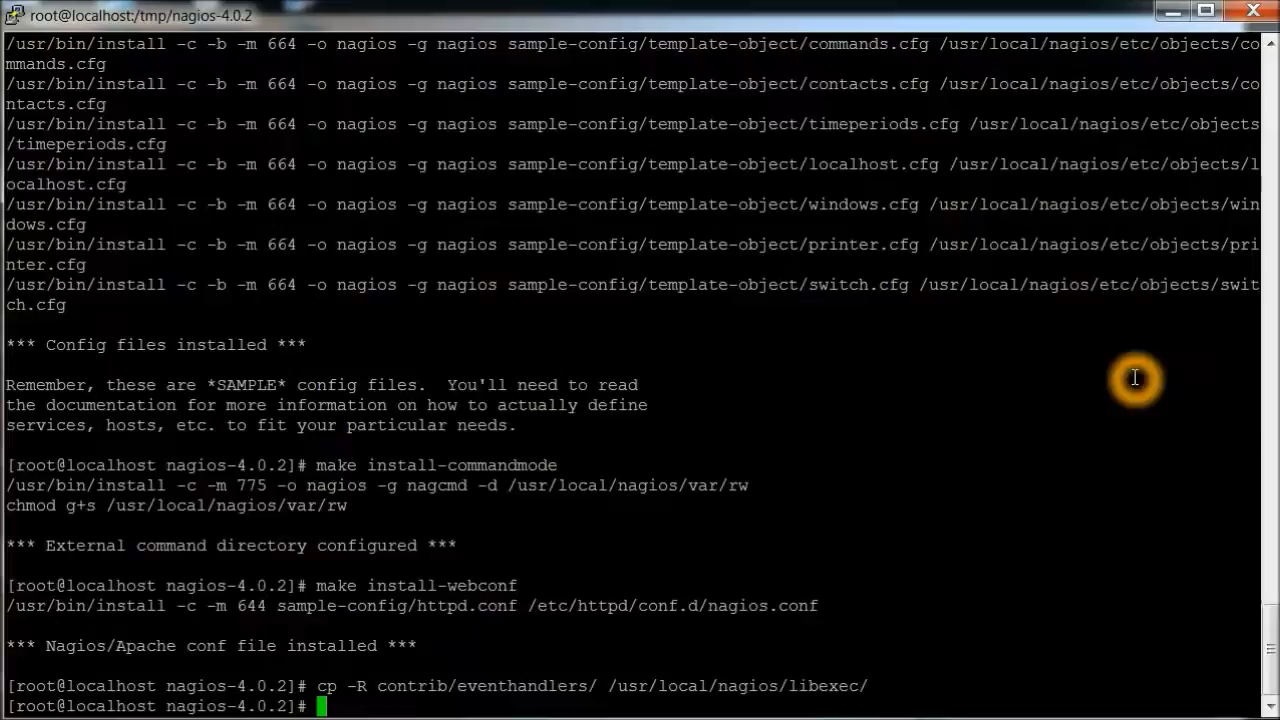 root@localhost:/tmp/nagios-4.0.2
/usr/bin/install -c -b -m 664 -o nagios -g nagios sample-config/template-object/commands.cfg /usr/local/nagios/etc/objects/co
mmands.cfg
/usr/bin/install -c -b -m 664 -o nagios -g nagios sample-config/template-object/contacts.cfg /usr/local/nagios/etc/objects/co
ntacts.cfg
/usr/bin/install -c -b -m 664 -o nagios -g nagios sample-config/template-object/timeperiods.cfg /usr/local/nagios/etc/objects
/timeperiods.cfg
/usr/bin/install -c -b -m 664 -o nagios -g nagios sample-config/template-object/localhost.cfg /usr/local/nagios/etc/objects/l
ocalhost.cfg
/usr/bin/install -c -b -m 664 -o nagios -g nagios sample-config/template-object/windows.cfg /usr/local/nagios/etc/objects/win
dows.cfg
/usr/bin/install -c -b -m 664 -o nagios -g nagios sample-config/template-object/printer.cfg /usr/local/nagios/etc/objects/pri
nter.cfg
/usr/bin/install -c -b -m 664 -o nagios -g nagios sample-config/template-object/switch.cfg /usr/local/nagios/etc/objects/swit
ch.cfg
*** Config files installed ***
Remember, these are *SAMPLE* config files.  You'll need to read
the documentation for more information on how to actually define
services, hosts, etc. to fit your particular needs.
[root@localhost nagios-4.0.2]# make install-commandmode
/usr/bin/install -c -m 775 -o nagios -g nagcmd -d /usr/local/nagios/var/rw
chmod g+s /usr/local/nagios/var/rw
*** External command directory configured ***
[root@localhost nagios-4.0.2]# make install-webconf
/usr/bin/install -c -m 644 sample-config/httpd.conf /etc/httpd/conf.d/nagios.conf
*** Nagios/Apache conf file installed ***
[root@localhost nagios-4.0.2]# cp -R contrib/eventhandlers/ /usr/local/nagios/libexec/
[root@localhost nagios-4.0.2]#